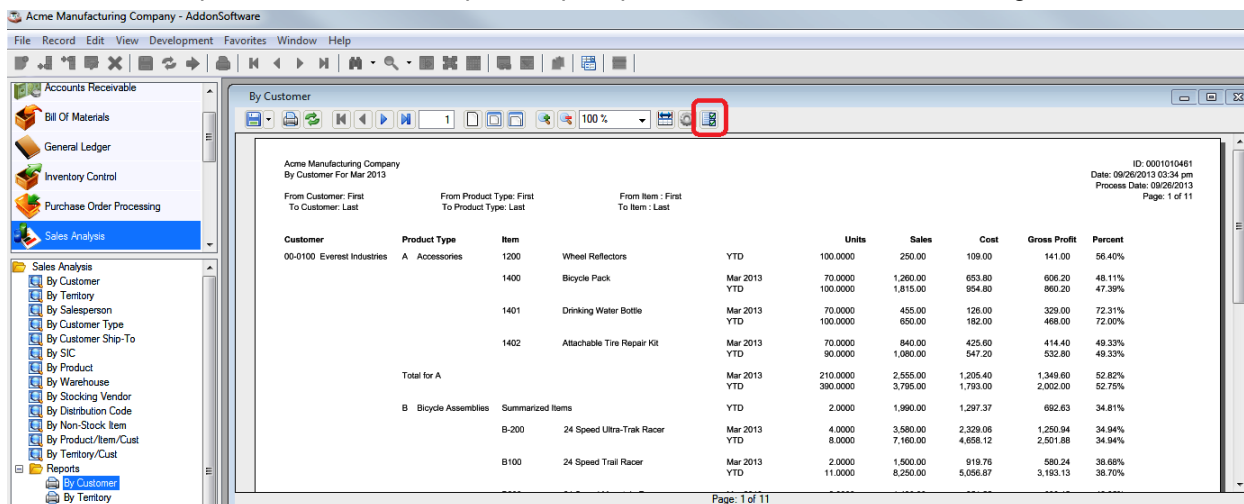 Acme Manufacturing Company - AddonSoftware
File Record Edit View Development Favorites Window Help
Accounts Receivable
Bill Of Materials
General Ledger
Inventory Control
Purchase Order Processing
Sales Analysis
Sales Analysis
By Customer
By Territory
By Salesperson
By Customer Type
By Customer Ship-To
By SIC
By Product
By Warehouse
By Stocking Vendor
By Distribution Code
By Non-Stock Item
By Product/Item/Cust
By Territory/Cust
Reports
By Customer
By Territory
By Customer
1 100 %
Acme Manufacturing Company ID: 0001010461
By Customer For Mar 2013 Date: 09/26/2013 03:34 pm
Process Date: 09/26/2013
From Customer: First From Product Type: First From Item : First Page: 1 of 11
To Customer: Last To Product Type: Last To Item : Last
Customer Product Type Item Units Sales Cost Gross Profit Percent
00-0100 Everest Industries A Accessories 1200 Wheel Reflectors YTD 100.0000 250.00 109.00 141.00 56.40%
1400 Bicycle Pack Mar 2013 70.0000 1,260.00 653.80 606.20 48.11%
YTD 100.0000 1,815.00 954.80 860.20 47.39%
1401 Drinking Water Bottle Mar 2013 70.0000 455.00 126.00 329.00 72.31%
YTD 100.0000 650.00 182.00 468.00 72.00%
1402 Attachable Tire Repair Kit Mar 2013 70.0000 840.00 425.60 414.40 49.33%
YTD 90.0000 1,080.00 547.20 532.80 49.33%
Total for A Mar 2013 210.0000 2,555.00 1,205.40 1,349.60 52.82%
YTD 390.0000 3,795.00 1,793.00 2,002.00 52.75%
B Bicycle Assemblies Summarized Items YTD 2.0000 1,990.00 1,297.37 692.63 34.81%
B-200 24 Speed Ultra-Trak Racer Mar 2013 4.0000 3,580.00 2,329.06 1,250.94 34.94%
YTD 8.0000 7,160.00 4,658.12 2,501.88 34.94%
B100 24 Speed Trail Racer Mar 2013 2.0000 1,500.00 919.76 580.24 38.68%
YTD 11.0000 8,250.00 5,056.87 3,193.13 38.70%
Page: 1 of 11